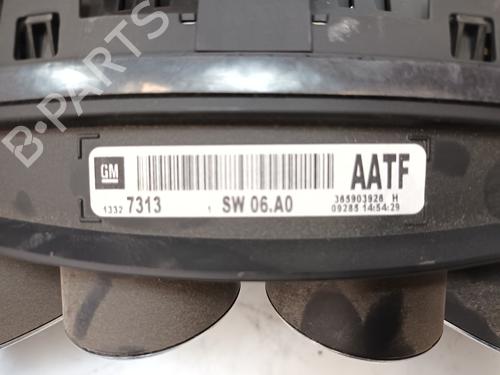 B-PARTS
GM
1332 7313 1 SW 06.A0
AATF
365903928 H
09285 14:54:29